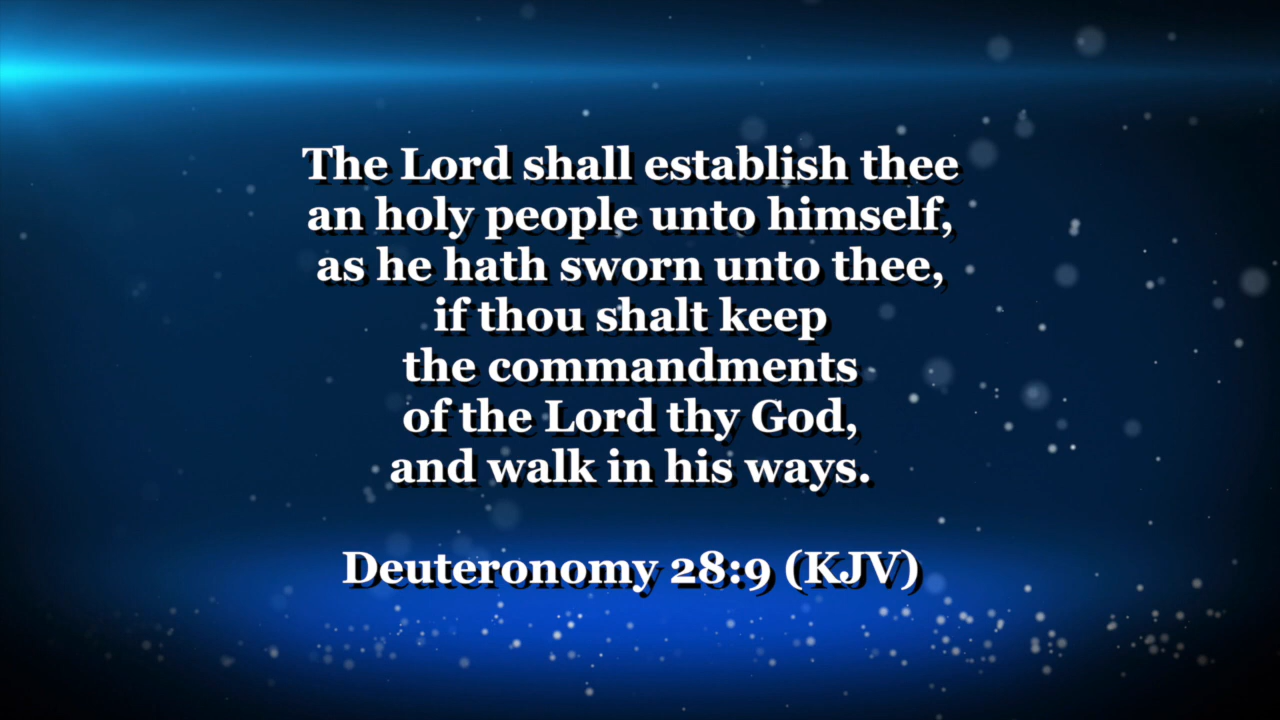 The Lord shall establish thee
an holy people unto himself,
as he hath sworn unto thee,
if thou shalt keep
the commandments
of the Lord thy God,
and walk in his ways.
Deuteronomy 28:9 (KJV)